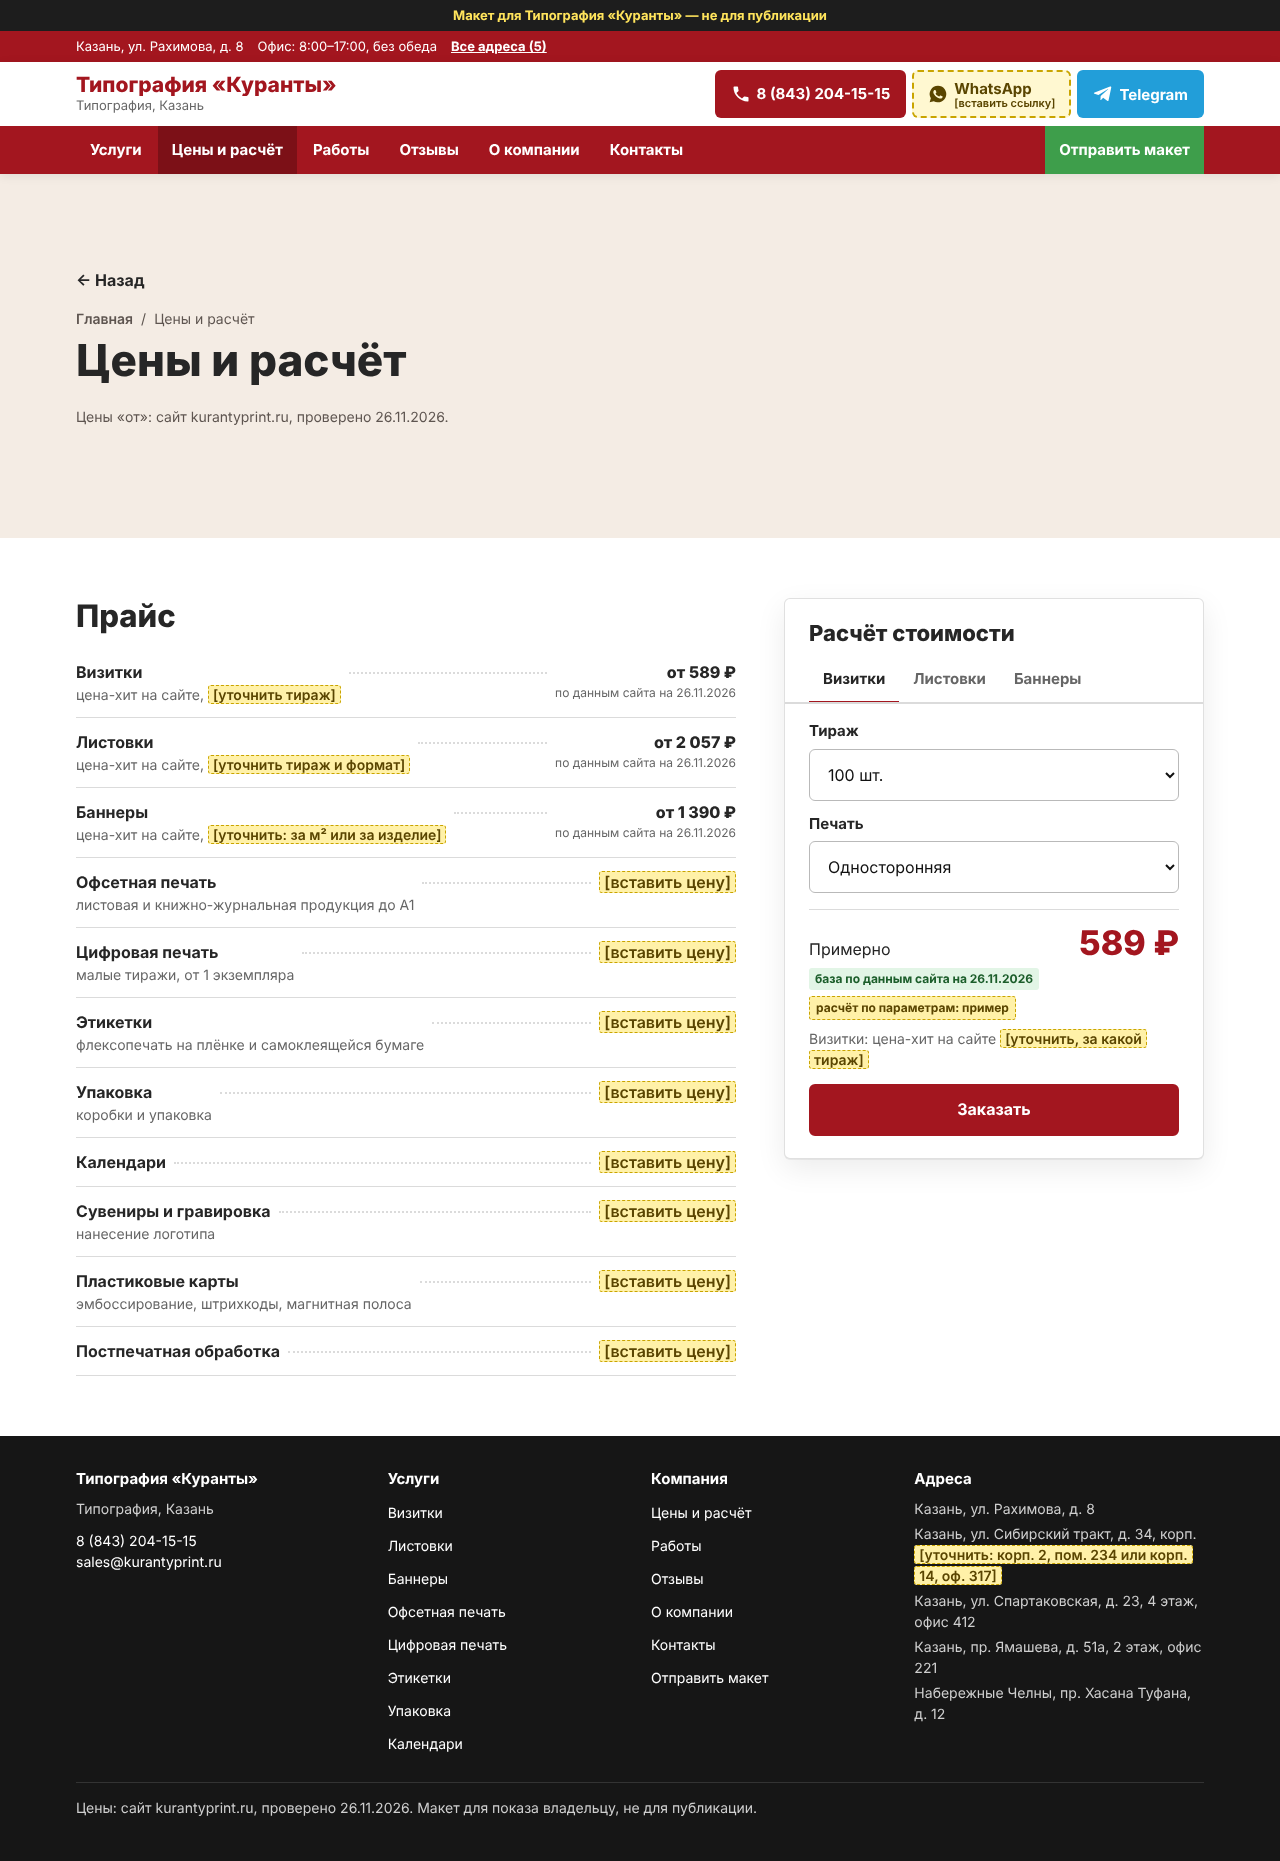 Макет для Типография «Куранты» — не для публикации
Казань, ул. Рахимова, д. 8 Офис: 8:00–17:00, без обеда Все адреса (5)
Типография «Куранты»
Типография, Казань
8 (843) 204-15-15
WhatsApp
[вставить ссылку]
Telegram
Услуги Цены и расчёт Работы Отзывы О компании Контакты Отправить макет
← Назад
Главная / Цены и расчёт
Цены и расчёт
Цены «от»: сайт kurantyprint.ru, проверено 26.11.2026.
Прайс
Визитки от 589 ₽
цена-хит на сайте, [уточнить тираж] по данным сайта на 26.11.2026
Листовки от 2 057 ₽
цена-хит на сайте, [уточнить тираж и формат] по данным сайта на 26.11.2026
Баннеры от 1 390 ₽
цена-хит на сайте, [уточнить: за м² или за изделие] по данным сайта на 26.11.2026
Офсетная печать [вставить цену]
листовая и книжно-журнальная продукция до А1
Цифровая печать [вставить цену]
малые тиражи, от 1 экземпляра
Этикетки [вставить цену]
флексопечать на плёнке и самоклеящейся бумаге
Упаковка [вставить цену]
коробки и упаковка
Календари [вставить цену]
Сувениры и гравировка [вставить цену]
нанесение логотипа
Пластиковые карты [вставить цену]
эмбоссирование, штрихкоды, магнитная полоса
Постпечатная обработка [вставить цену]
Расчёт стоимости
Визитки Листовки Баннеры
Тираж
100 шт.
Печать
Односторонняя
Примерно 589 ₽
база по данным сайта на 26.11.2026
расчёт по параметрам: пример
Визитки: цена-хит на сайте [уточнить, за какой
тираж]
Заказать
Типография «Куранты»
Типография, Казань
8 (843) 204-15-15
sales@kurantyprint.ru
Услуги
Визитки
Листовки
Баннеры
Офсетная печать
Цифровая печать
Этикетки
Упаковка
Календари
Компания
Цены и расчёт
Работы
Отзывы
О компании
Контакты
Отправить макет
Адреса
Казань, ул. Рахимова, д. 8
Казань, ул. Сибирский тракт, д. 34, корп.
[уточнить: корп. 2, пом. 234 или корп.
14, оф. 317]
Казань, ул. Спартаковская, д. 23, 4 этаж,
офис 412
Казань, пр. Ямашева, д. 51а, 2 этаж, офис
221
Набережные Челны, пр. Хасана Туфана,
д. 12
Цены: сайт kurantyprint.ru, проверено 26.11.2026. Макет для показа владельцу, не для публикации.